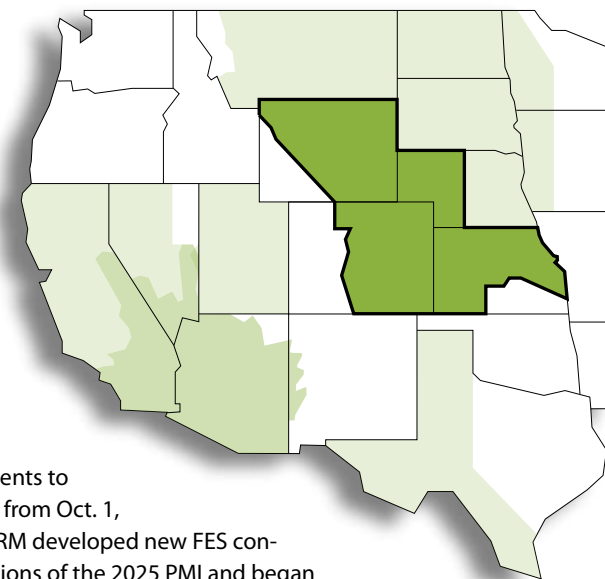 ents to
from Oct. 1,
RM developed new FES con-
ions of the 2025 PMI and began